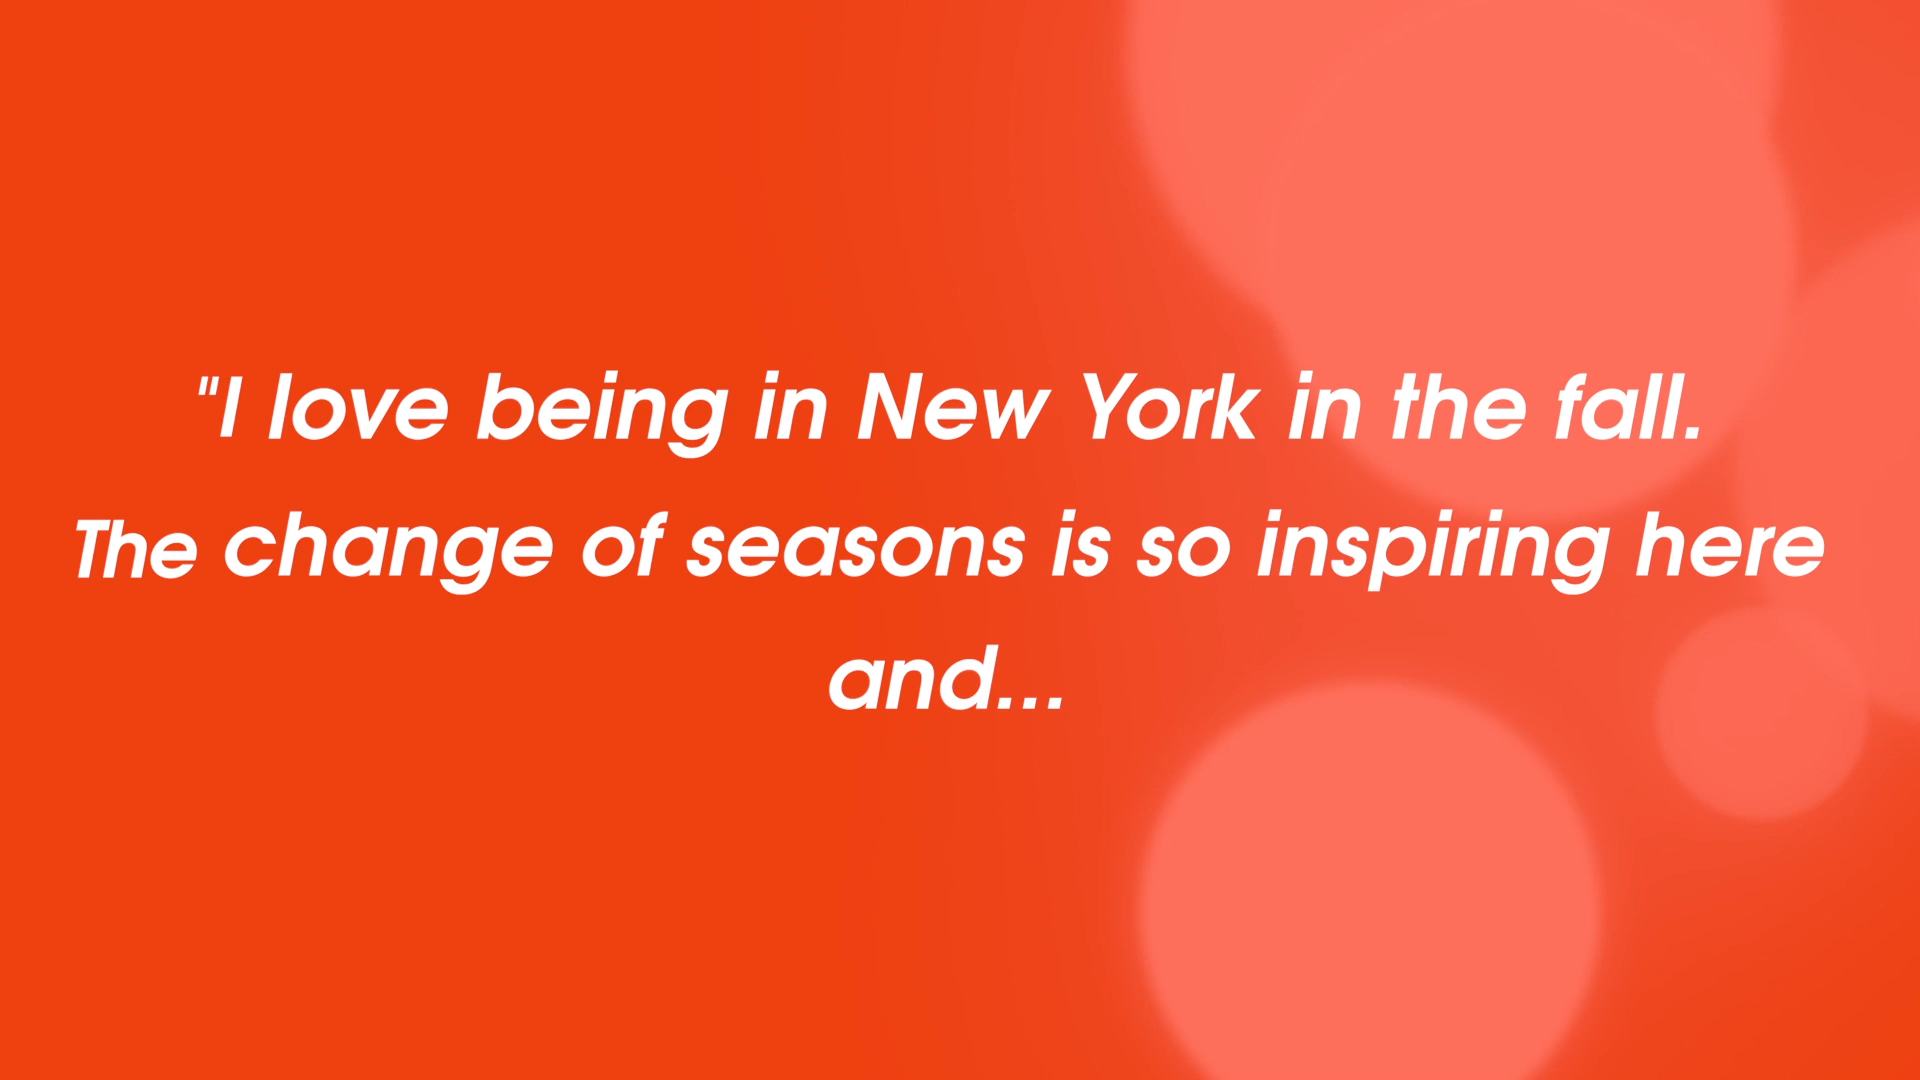 "I love being in New York in the fall.
The change of seasons is so inspiring here
and...